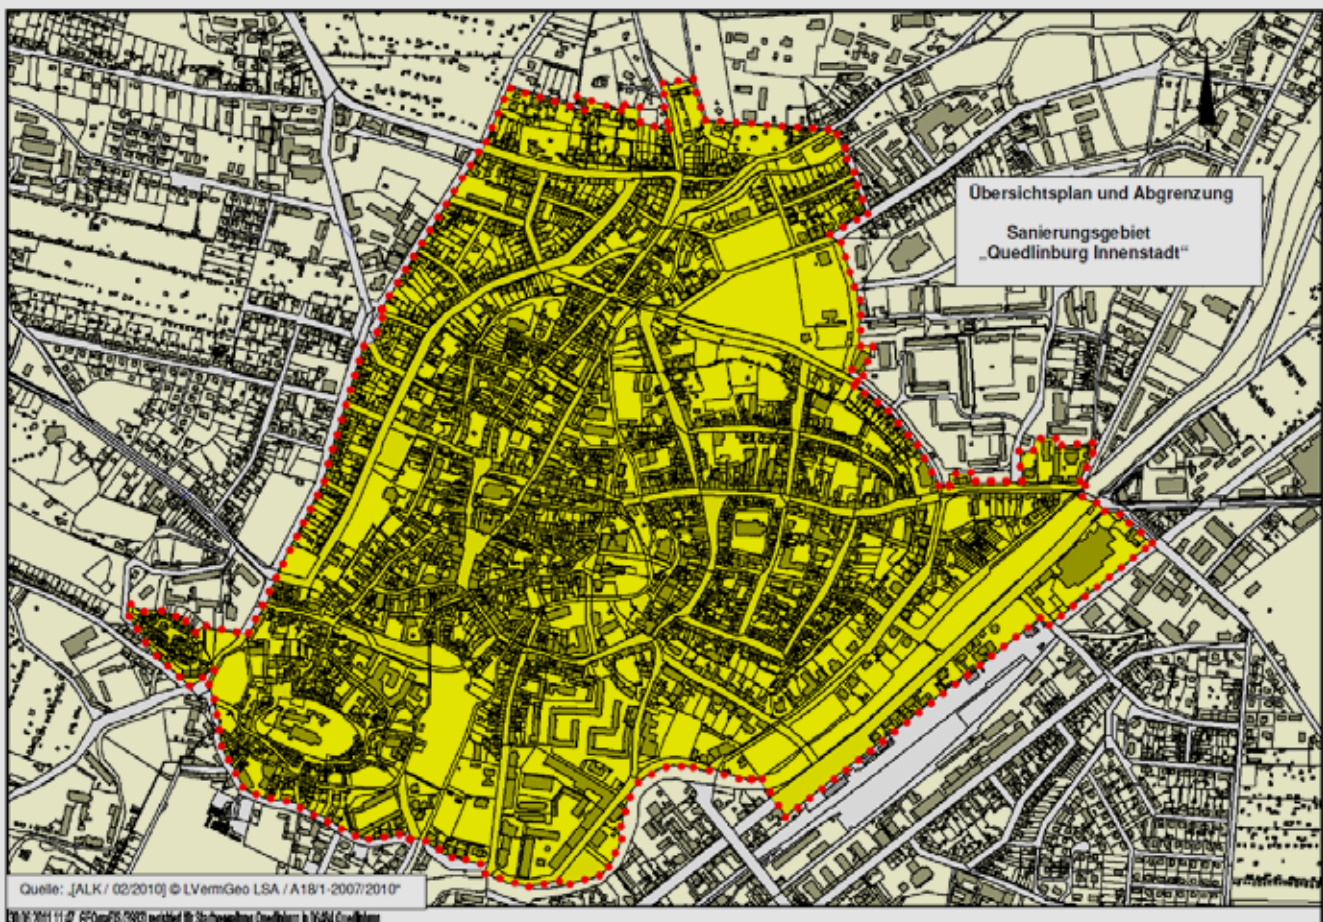 Übersichtsplan und Abgrenzung
Sanierungsgebiet
„Quedlinburg Innenstadt“
Quelle: „[ALK / 02/2010] © LVermGeo LSA / A18/1-2007/2010“